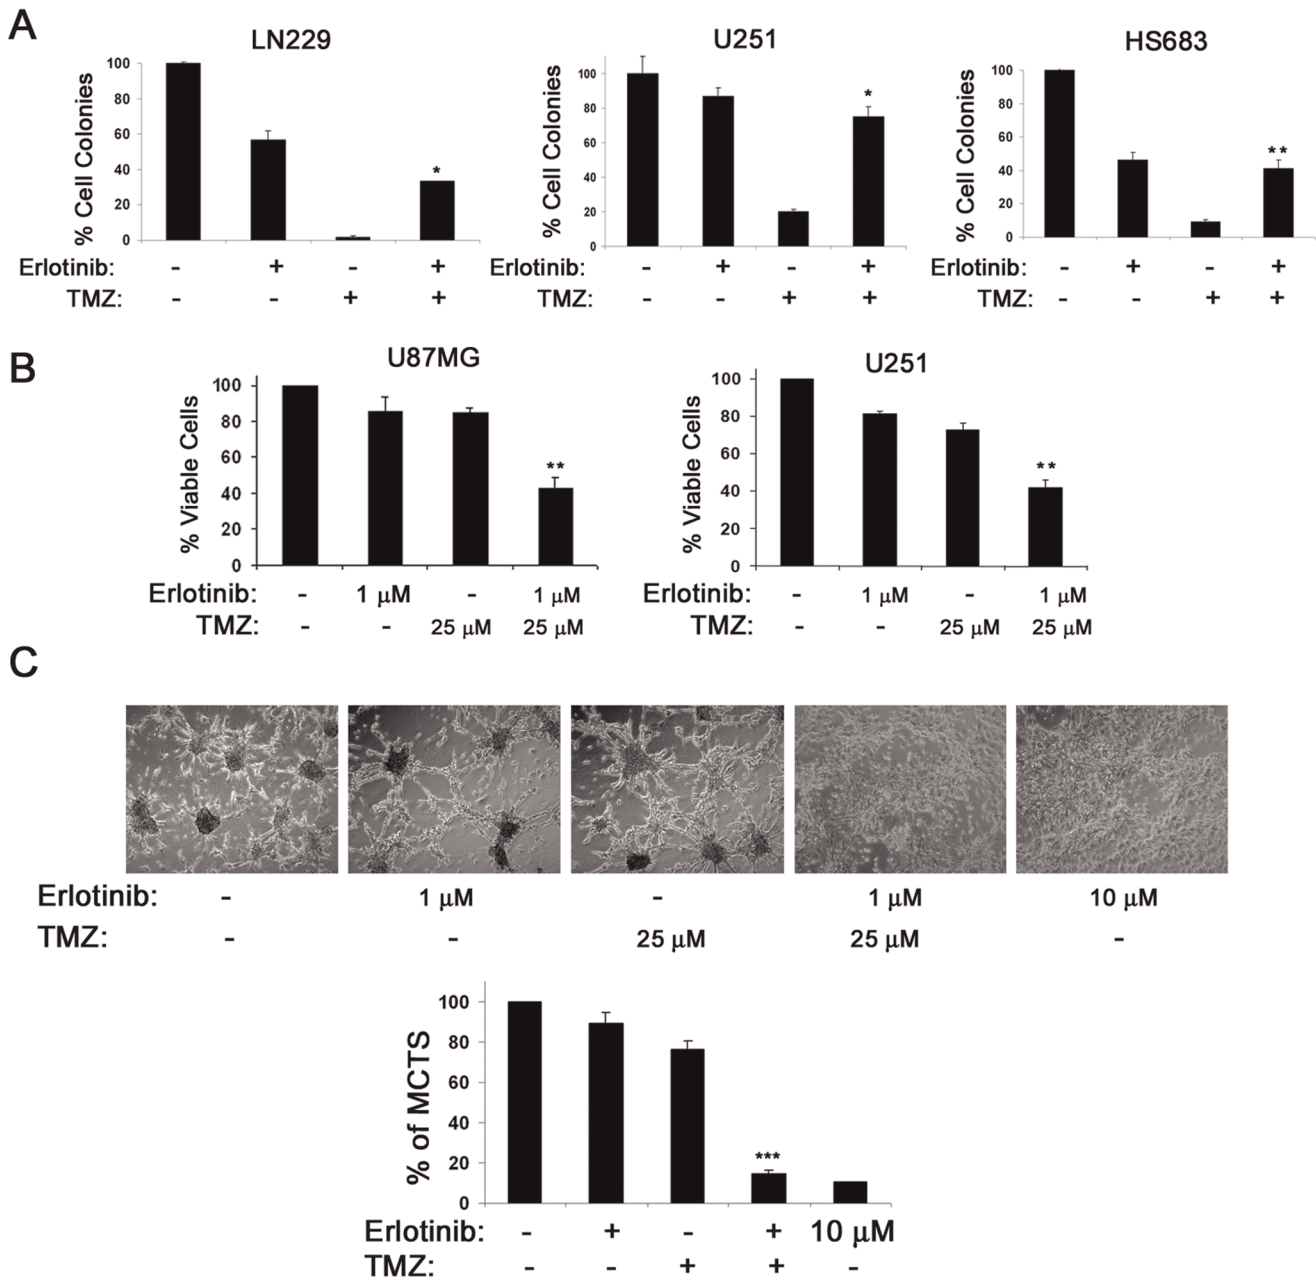 A
LN229
U251
HS683
% Cell Colonies
100
80
60
40
20
0
*
Erlotinib: - + - +
TMZ: - - + +
% Cell Colonies
100
80
60
40
20
0
*
Erlotinib: - + - +
TMZ: - - + +
% Cell Colonies
100
80
60
40
20
0
**
Erlotinib: - + - +
TMZ: - - + +
B
U87MG
% Viable Cells
100
80
60
40
20
0
**
Erlotinib: - 1 μM - 1 μM
TMZ: - - 25 μM 25 μM
U251
% Viable Cells
100
80
60
40
20
0
**
Erlotinib: - 1 μM - 1 μM
TMZ: - - 25 μM 25 μM
C
Erlotinib: - 1 μM - 1 μM 10 μM
TMZ: - - 25 μM 25 μM -
% of MCTS
100
80
60
40
20
0
***
Erlotinib: - + - + 10 μM
TMZ: - - + + -